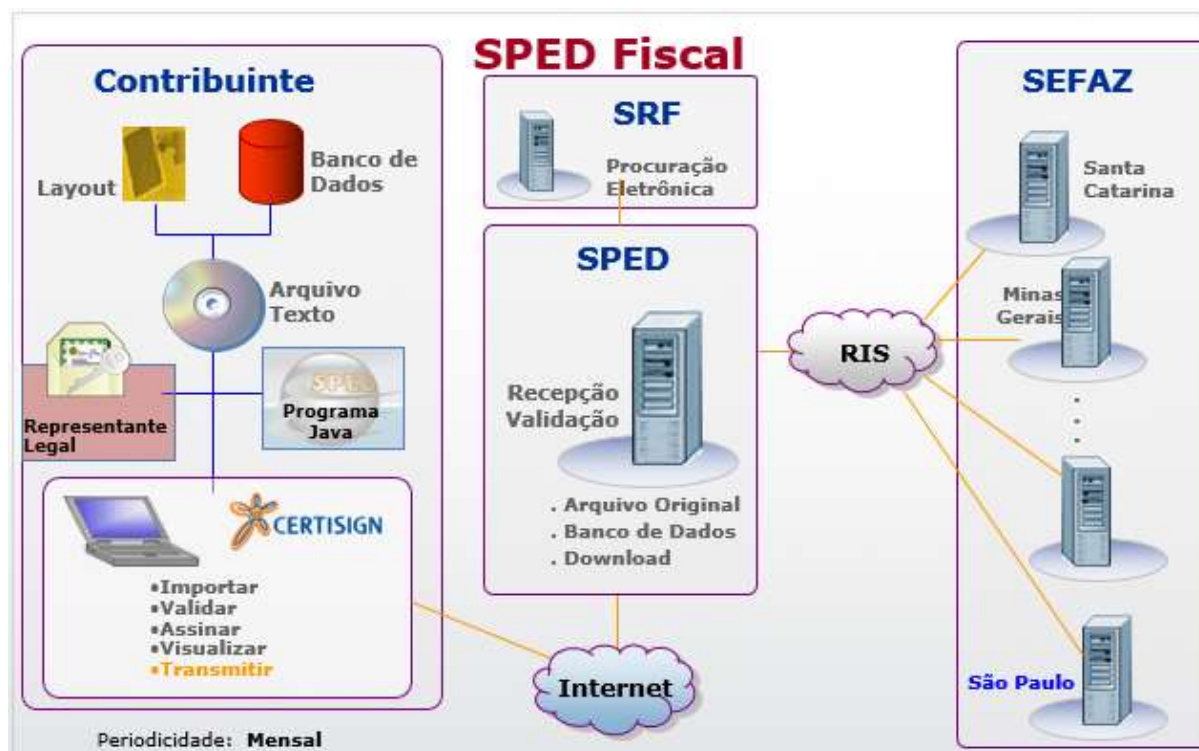 SPED Fiscal
Contribuinte
Layout
Banco de
Dados
Arquivo
Texto
Representante
Legal
SPED
Programa
Java
CERTISIGN
•Importar
•Validar
•Assinar
•Visualizar
•Transmitir
Periodicidade: Mensal
SRF
Procuração
Eletrônica
SPED
Recepção
Validação
. Arquivo Original
. Banco de Dados
. Download
Internet
RIS
SEFAZ
Santa
Catarina
Minas
Gerais
São Paulo